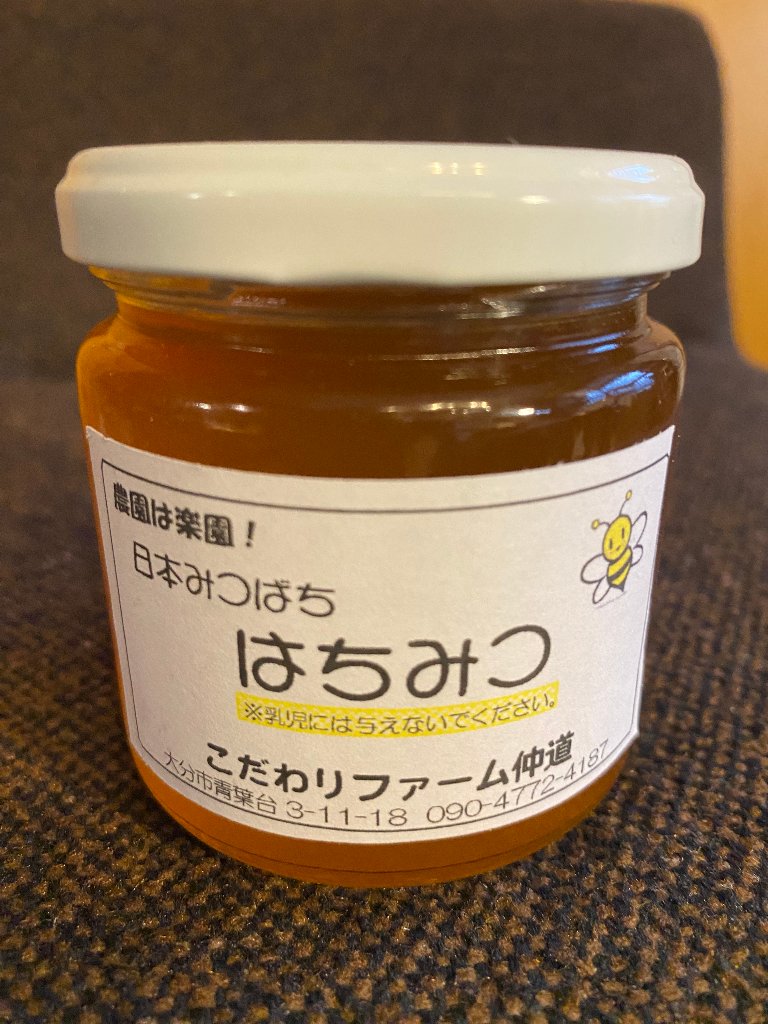 農園は楽園！
日本みつばち
はちみつ
※乳児には与えないでください。
こだわりファーム仲道
大分市青葉台 3-11-18 090-4772-4187